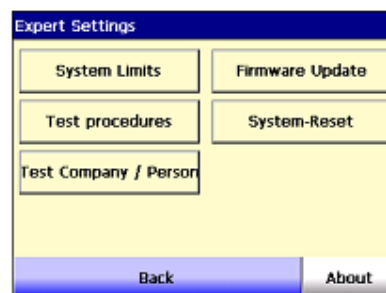 Expert Settings
System Limits
Firmware Update
Test procedures
System-Reset
Test Company / Person
Back
About